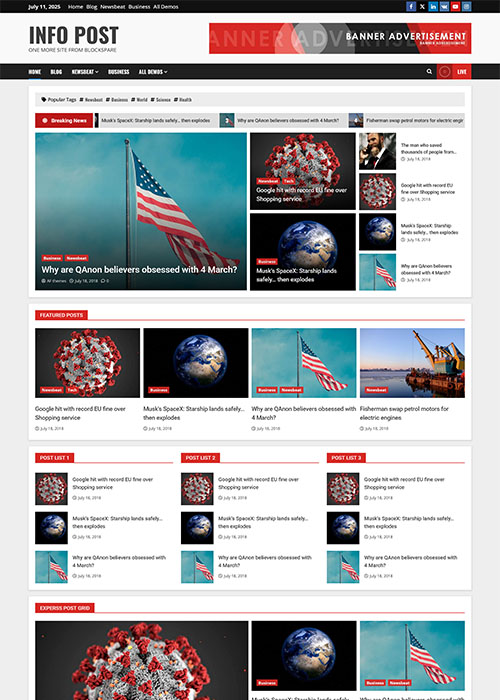 July 11, 2025 Home Blog Newsbeat Business All Demos
INFO POST
ONE MORE SITE FROM BLOCKSPARE
BANNER ADVERTISEMENT
BANNER ADVERTISEMENT
HOME BLOG NEWSBEAT BUSINESS ALL DEMOS LIVE
Popular Tags # Newsbeat # Business # World # Science # Health
Breaking News Musk's SpaceX: Starship lands safely... then explodes Why are QAnon believers obsessed with 4 March? Fisherman swap petrol motors for electric engin
Business Newsbeat
Why are QAnon believers obsessed with 4 March?
AF themes July 18, 2018 0
Newsbeat Tech
Google hit with record EU fine over
Shopping service
Business
Musk's SpaceX: Starship lands
safely... then explodes
The man who saved
thousands of people from...
July 18, 2018
Google hit with record EU
fine over Shopping service
July 18, 2018
Musk's SpaceX: Starship
lands safely... then explodes
July 18, 2018
Why are QAnon believers
obsessed with 4 March?
July 18, 2018
FEATURED POSTS
Newsbeat Tech
Google hit with record EU fine over
Shopping service
July 18, 2018
Business
Musk's SpaceX: Starship lands safely...
then explodes
July 18, 2018
Business Newsbeat
Why are QAnon believers obsessed with
4 March?
July 18, 2018
Newsbeat
Fisherman swap petrol motors for
electric engines
July 18, 2018
POST LIST 1
Google hit with record EU fine over
Shopping service
July 18, 2018
Musk's SpaceX: Starship lands safely...
then explodes
July 18, 2018
Why are QAnon believers obsessed with
4 March?
July 18, 2018
POST LIST 2
Google hit with record EU fine over
Shopping service
July 18, 2018
Musk's SpaceX: Starship lands safely...
then explodes
July 18, 2018
Why are QAnon believers obsessed with
4 March?
July 18, 2018
POST LIST 3
Google hit with record EU fine over
Shopping service
July 18, 2018
Musk's SpaceX: Starship lands safely...
then explodes
July 18, 2018
Why are QAnon believers obsessed with
4 March?
July 18, 2018
EXPERSS POST GRID
Business
Business Newsbeat